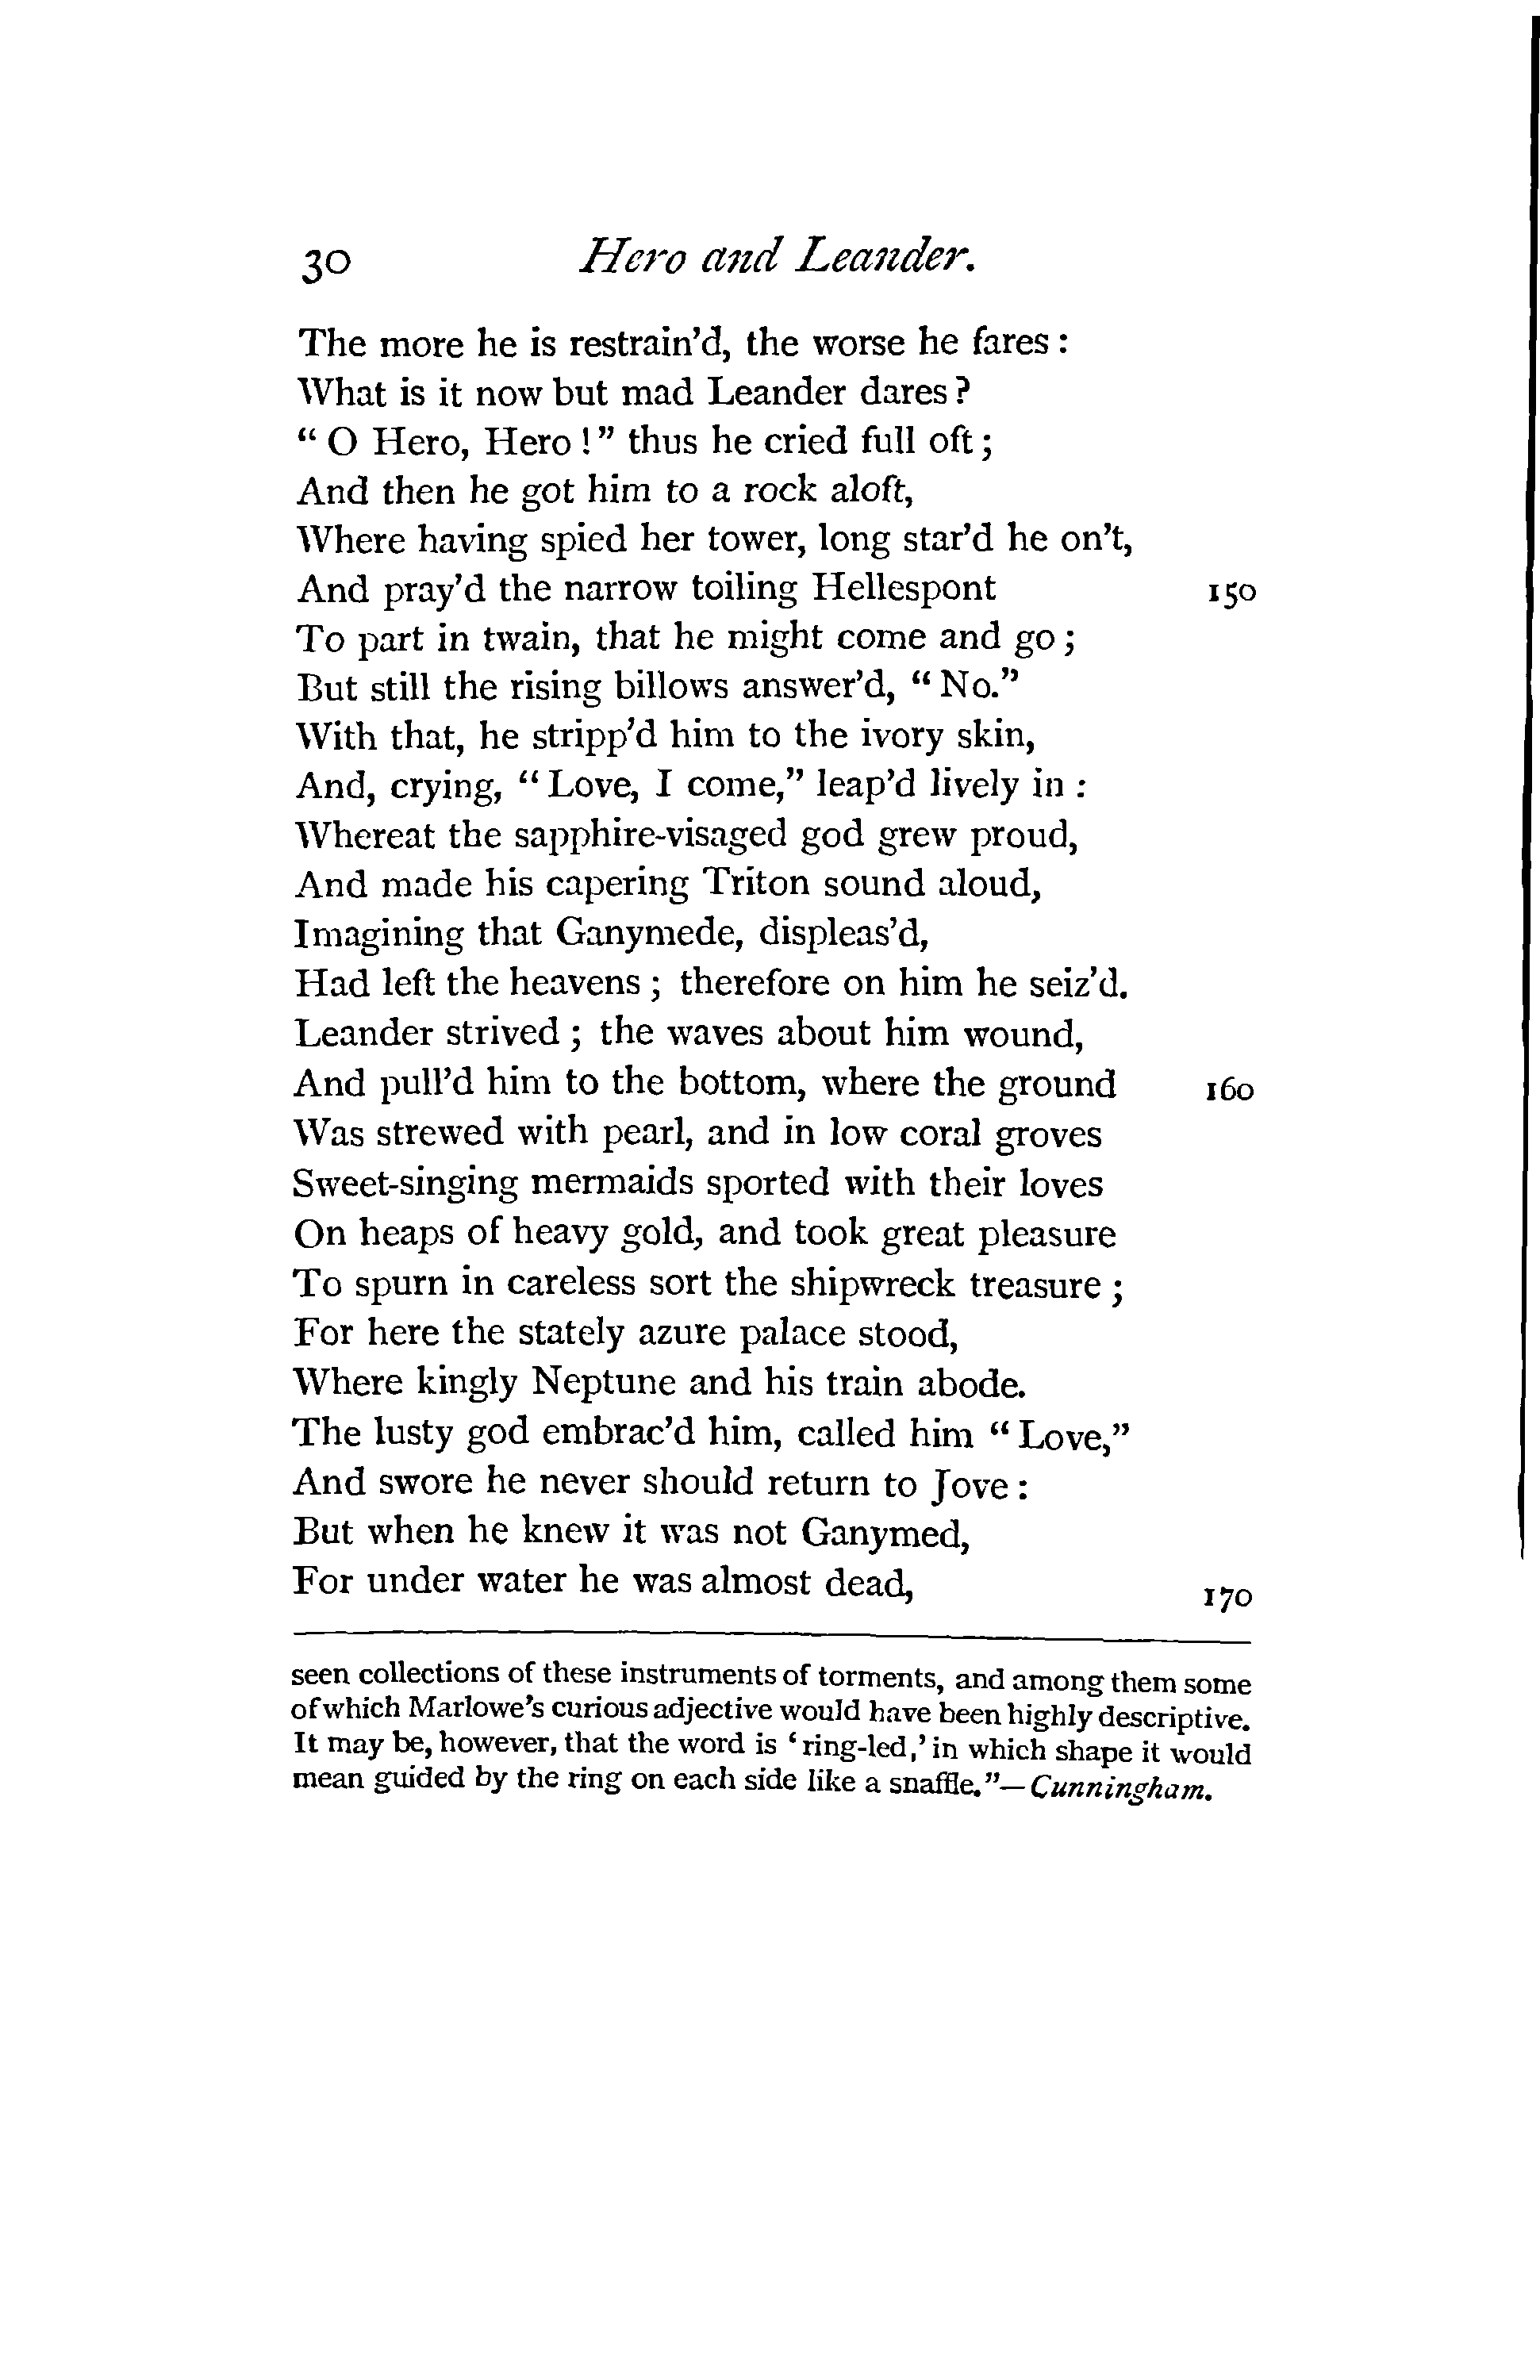 30 Hero and Leander.
The more he is restrain'd, the worse he fares :
What is it now but mad Leander dares ?
“ O Hero, Hero ! ” thus he cried full oft ;
And then he got him to a rock aloft,
Where having spied her tower, long star'd he on't,
And pray'd the narrow toiling Hellespont 150
To part in twain, that he might come and go ;
But still the rising billows answer'd, “ No.”
With that, he stripp'd him to the ivory skin,
And, crying, “ Love, I come,” leap'd lively in :
Whereat the sapphire-visaged god grew proud,
And made his capering Triton sound aloud,
Imagining that Ganymede, displeas'd,
Had left the heavens ; therefore on him he seiz'd.
Leander strived ; the waves about him wound,
And pull'd him to the bottom, where the ground 160
Was strewed with pearl, and in low coral groves
Sweet-singing mermaids sported with their loves
On heaps of heavy gold, and took great pleasure
To spurn in careless sort the shipwreck treasure ;
For here the stately azure palace stood,
Where kingly Neptune and his train abode.
The lusty god embrac'd him, called him “ Love,”
And swore he never should return to Jove :
But when he knew it was not Ganymed,
For under water he was almost dead, 170
seen collections of these instruments of torments, and among them some
of which Marlowe's curious adjective would have been highly descriptive.
It may be, however, that the word is ‘ ring-led,’ in which shape it would
mean guided by the ring on each side like a snaffle.”—Cunningham.